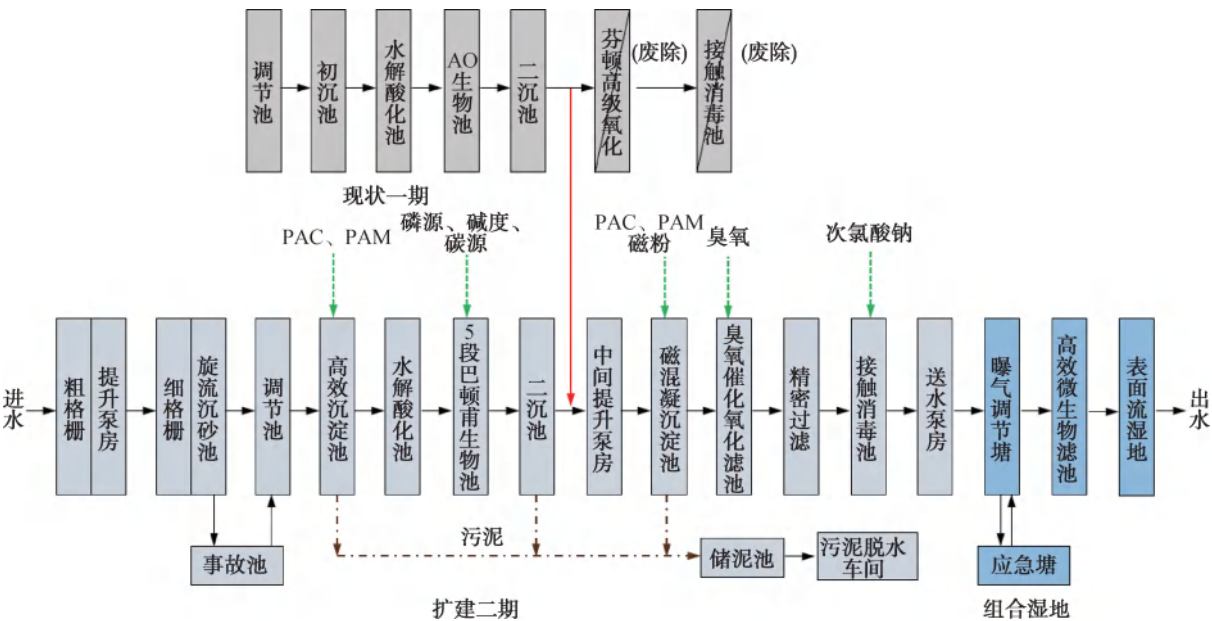 调节池
初沉池
水解酸化池
AO生物池
二沉池
芬顿高级氧化
(废除)
接触消毒池
(废除)
现状一期
PAC、PAM
磷源、碱度、
碳源
PAC、PAM
磁粉
臭氧
次氯酸钠
进水
粗格栅
提升泵房
细格栅
旋流沉砂池
调节池
高效沉淀池
水解酸化池
5段巴顿甫生物池
二沉池
中间提升泵房
磁混凝沉淀池
臭氧催化氧化滤池
精密过滤
接触消毒池
送水泵房
曝气调节塘
高效微生物滤池
表面流湿地
出水
污泥
事故池
储泥池
污泥脱水
车间
应急塘
扩建二期
组合湿地